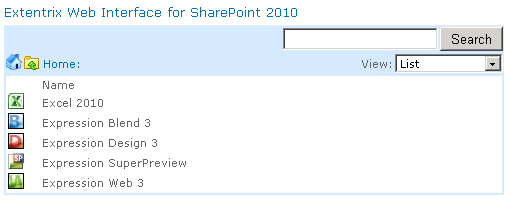 Extentrix Web Interface for SharePoint 2010
Search
Home: View: List
Name
Excel 2010
Expression Blend 3
Expression Design 3
Expression SuperPreview
Expression Web 3